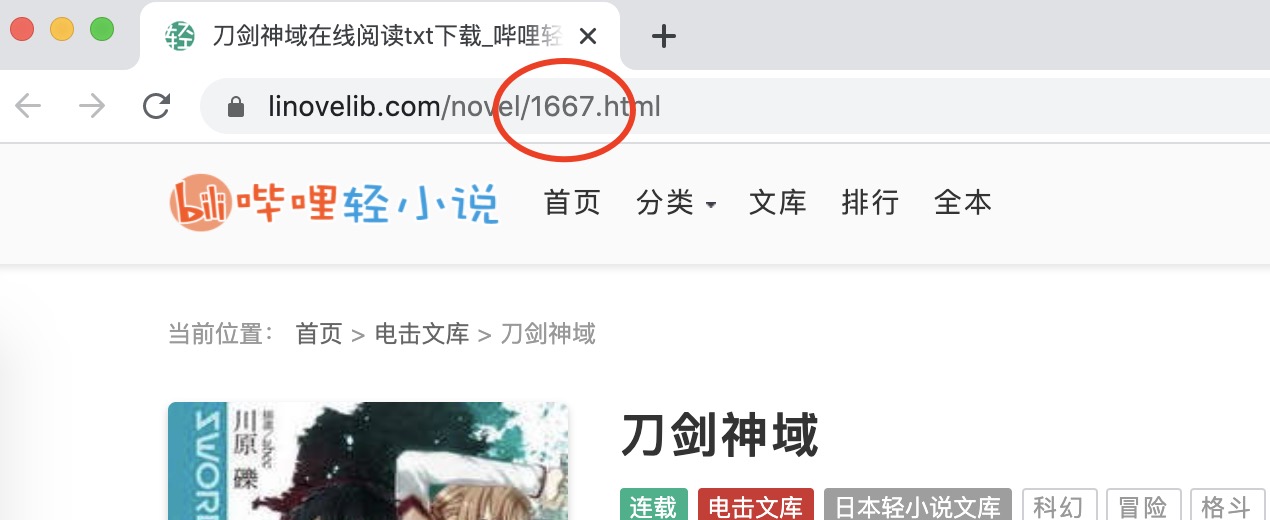 刀剑神域在线阅读txt下载_哔哩轻
linovelib.com/novel/1667.html
bili哔哩轻小说 首页 分类 文库 排行 全本
当前位置： 首页 > 电击文库 > 刀剑神域
川原 礫
刀剑神域
连载 电击文库 日本轻小说文库 科幻 冒险 格斗